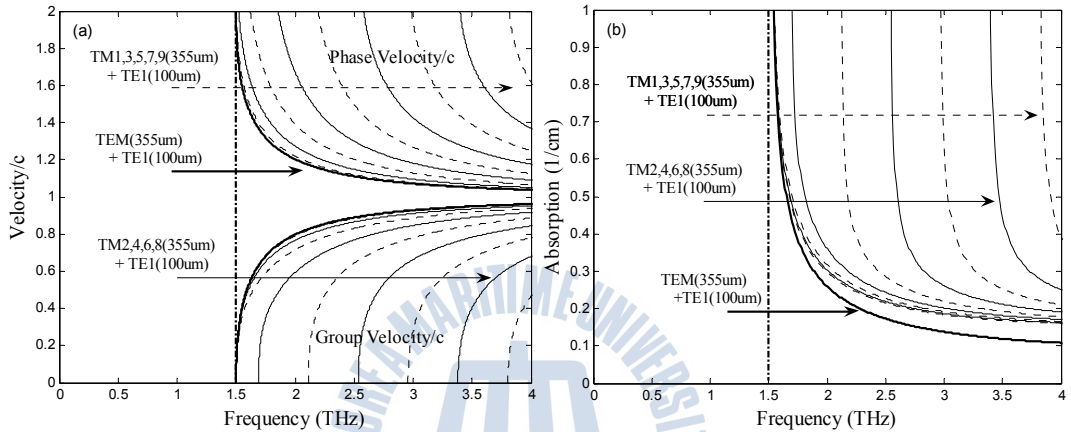 (a)
Velocity/c
2
1.8
1.6
1.4
1.2
1
0.8
0.6
0.4
0.2
0
TM1,3,5,7,9(355um)
+ TE1(100um)
TEM(355um)
+ TE1(100um)
TM2,4,6,8(355um)
+ TE1(100um)
Phase Velocity/c
Group Velocity/c
0 0.5 1 1.5 2 2.5 3 3.5 4
Frequency (THz)
(b)
Absorption (1/cm)
1
0.9
0.8
0.7
0.6
0.5
0.4
0.3
0.2
0.1
0
TM1,3,5,7,9(355um)
+ TE1(100um)
TM2,4,6,8(355um)
+ TE1(100um)
TEM(355um)
+TE1(100um)
0 0.5 1 1.5 2 2.5 3 3.5 4
Frequency (THz)
MARITIME